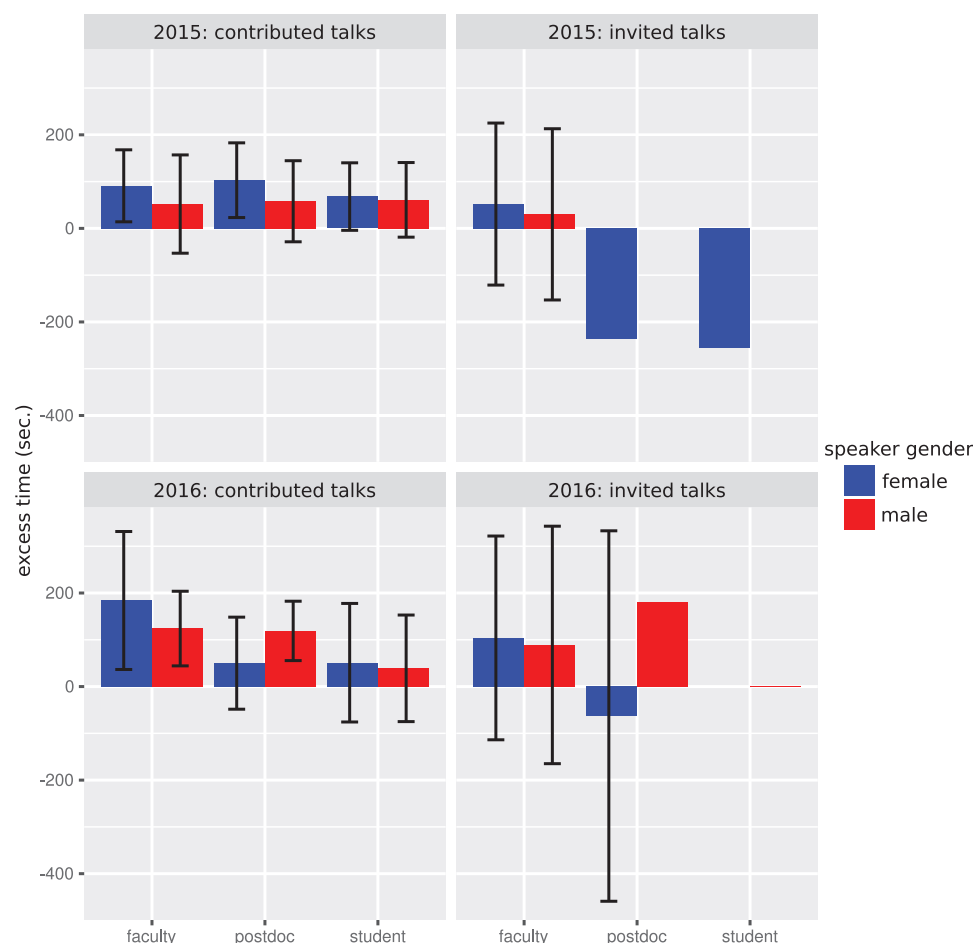 2015: contributed talks
2015: invited talks
200
0
-200
-400
excess time (sec.)
speaker gender
female
male
2016: contributed talks
2016: invited talks
200
0
-200
-400
faculty
postdoc
student
faculty
postdoc
student